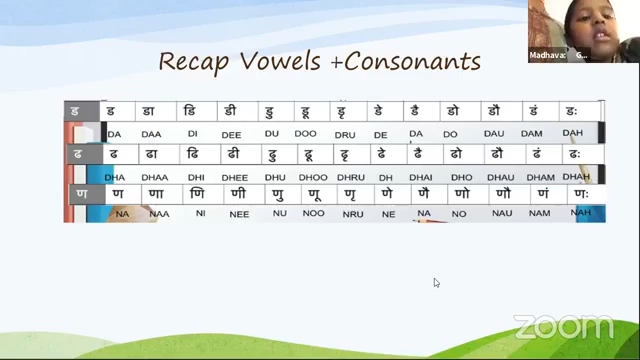 Recap Vowels +Consonants
Madhava: G...
ड ड डा डि डी डु डू डृ डे डै डो डौ डं डः
DA DAA DI DEE DU DOO DRU DE DA DO DAU DAM DAH
ढ ढ ढा ढि ढी ढु ढू ढृ ढे ढै ढो ढौ ढं ढः
DHA DHAA DHI DHEE DHU DHOO DHRU DH DHAI DHO DHAU DHAM DHAH
ण ण णा णि णी णु णू णृ णे णै णो णौ णं णः
NA NAA NI NEE NU NOO NRU NE NA NO NAU NAM NAH
zoom